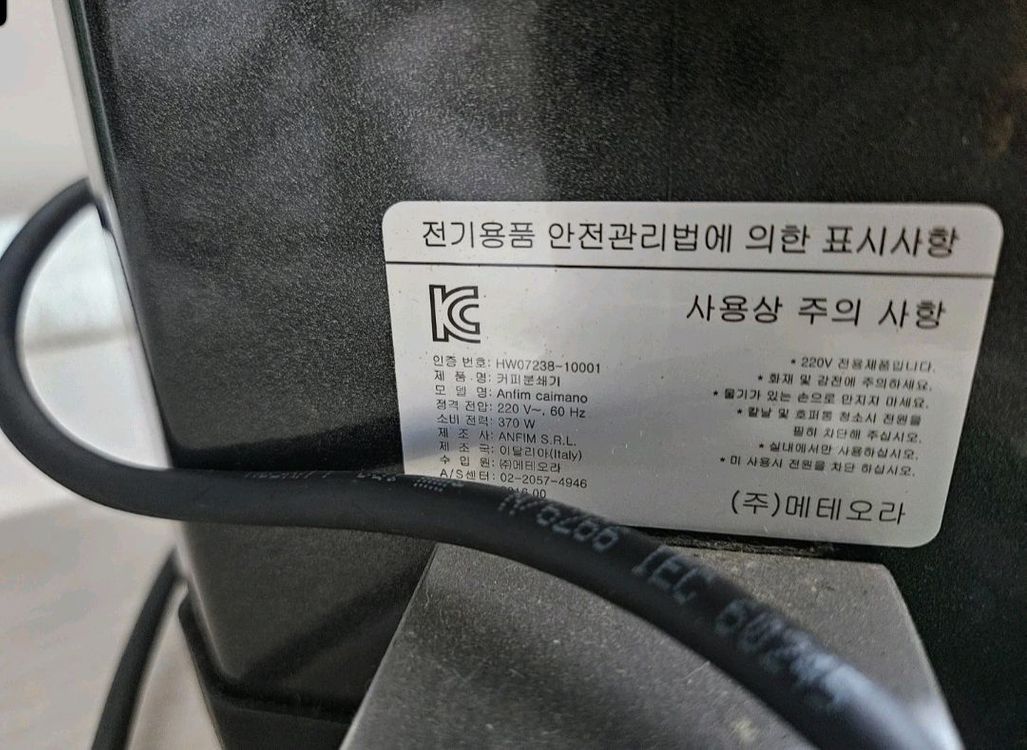 전기용품 안전관리법에 의한 표시사항
KC
인증 번호: HW07238-10001
제 품 명: 커피분쇄기
모 델 명: Anfim caimano
정격 전압: 220 V~, 60 Hz
소비 전력: 370 W
제 조 사: ANFIM S.R.L.
제 조 국: 이탈리아(Italy)
수 입 원: ㈜메테오라
A/S센터: 02-2057-4946
사용상 주의 사항
* 220V 전용제품입니다.
* 화재 및 감전에 주의하세요.
* 물기가 있는 손으로 만지지 마세요.
* 칼날 및 호퍼통 청소시 전원을
필히 차단해 주십시오.
* 실내에서만 사용하십시오.
* 미 사용시 전원을 차단 하십시오.
(주)메테오라
IEC 60245